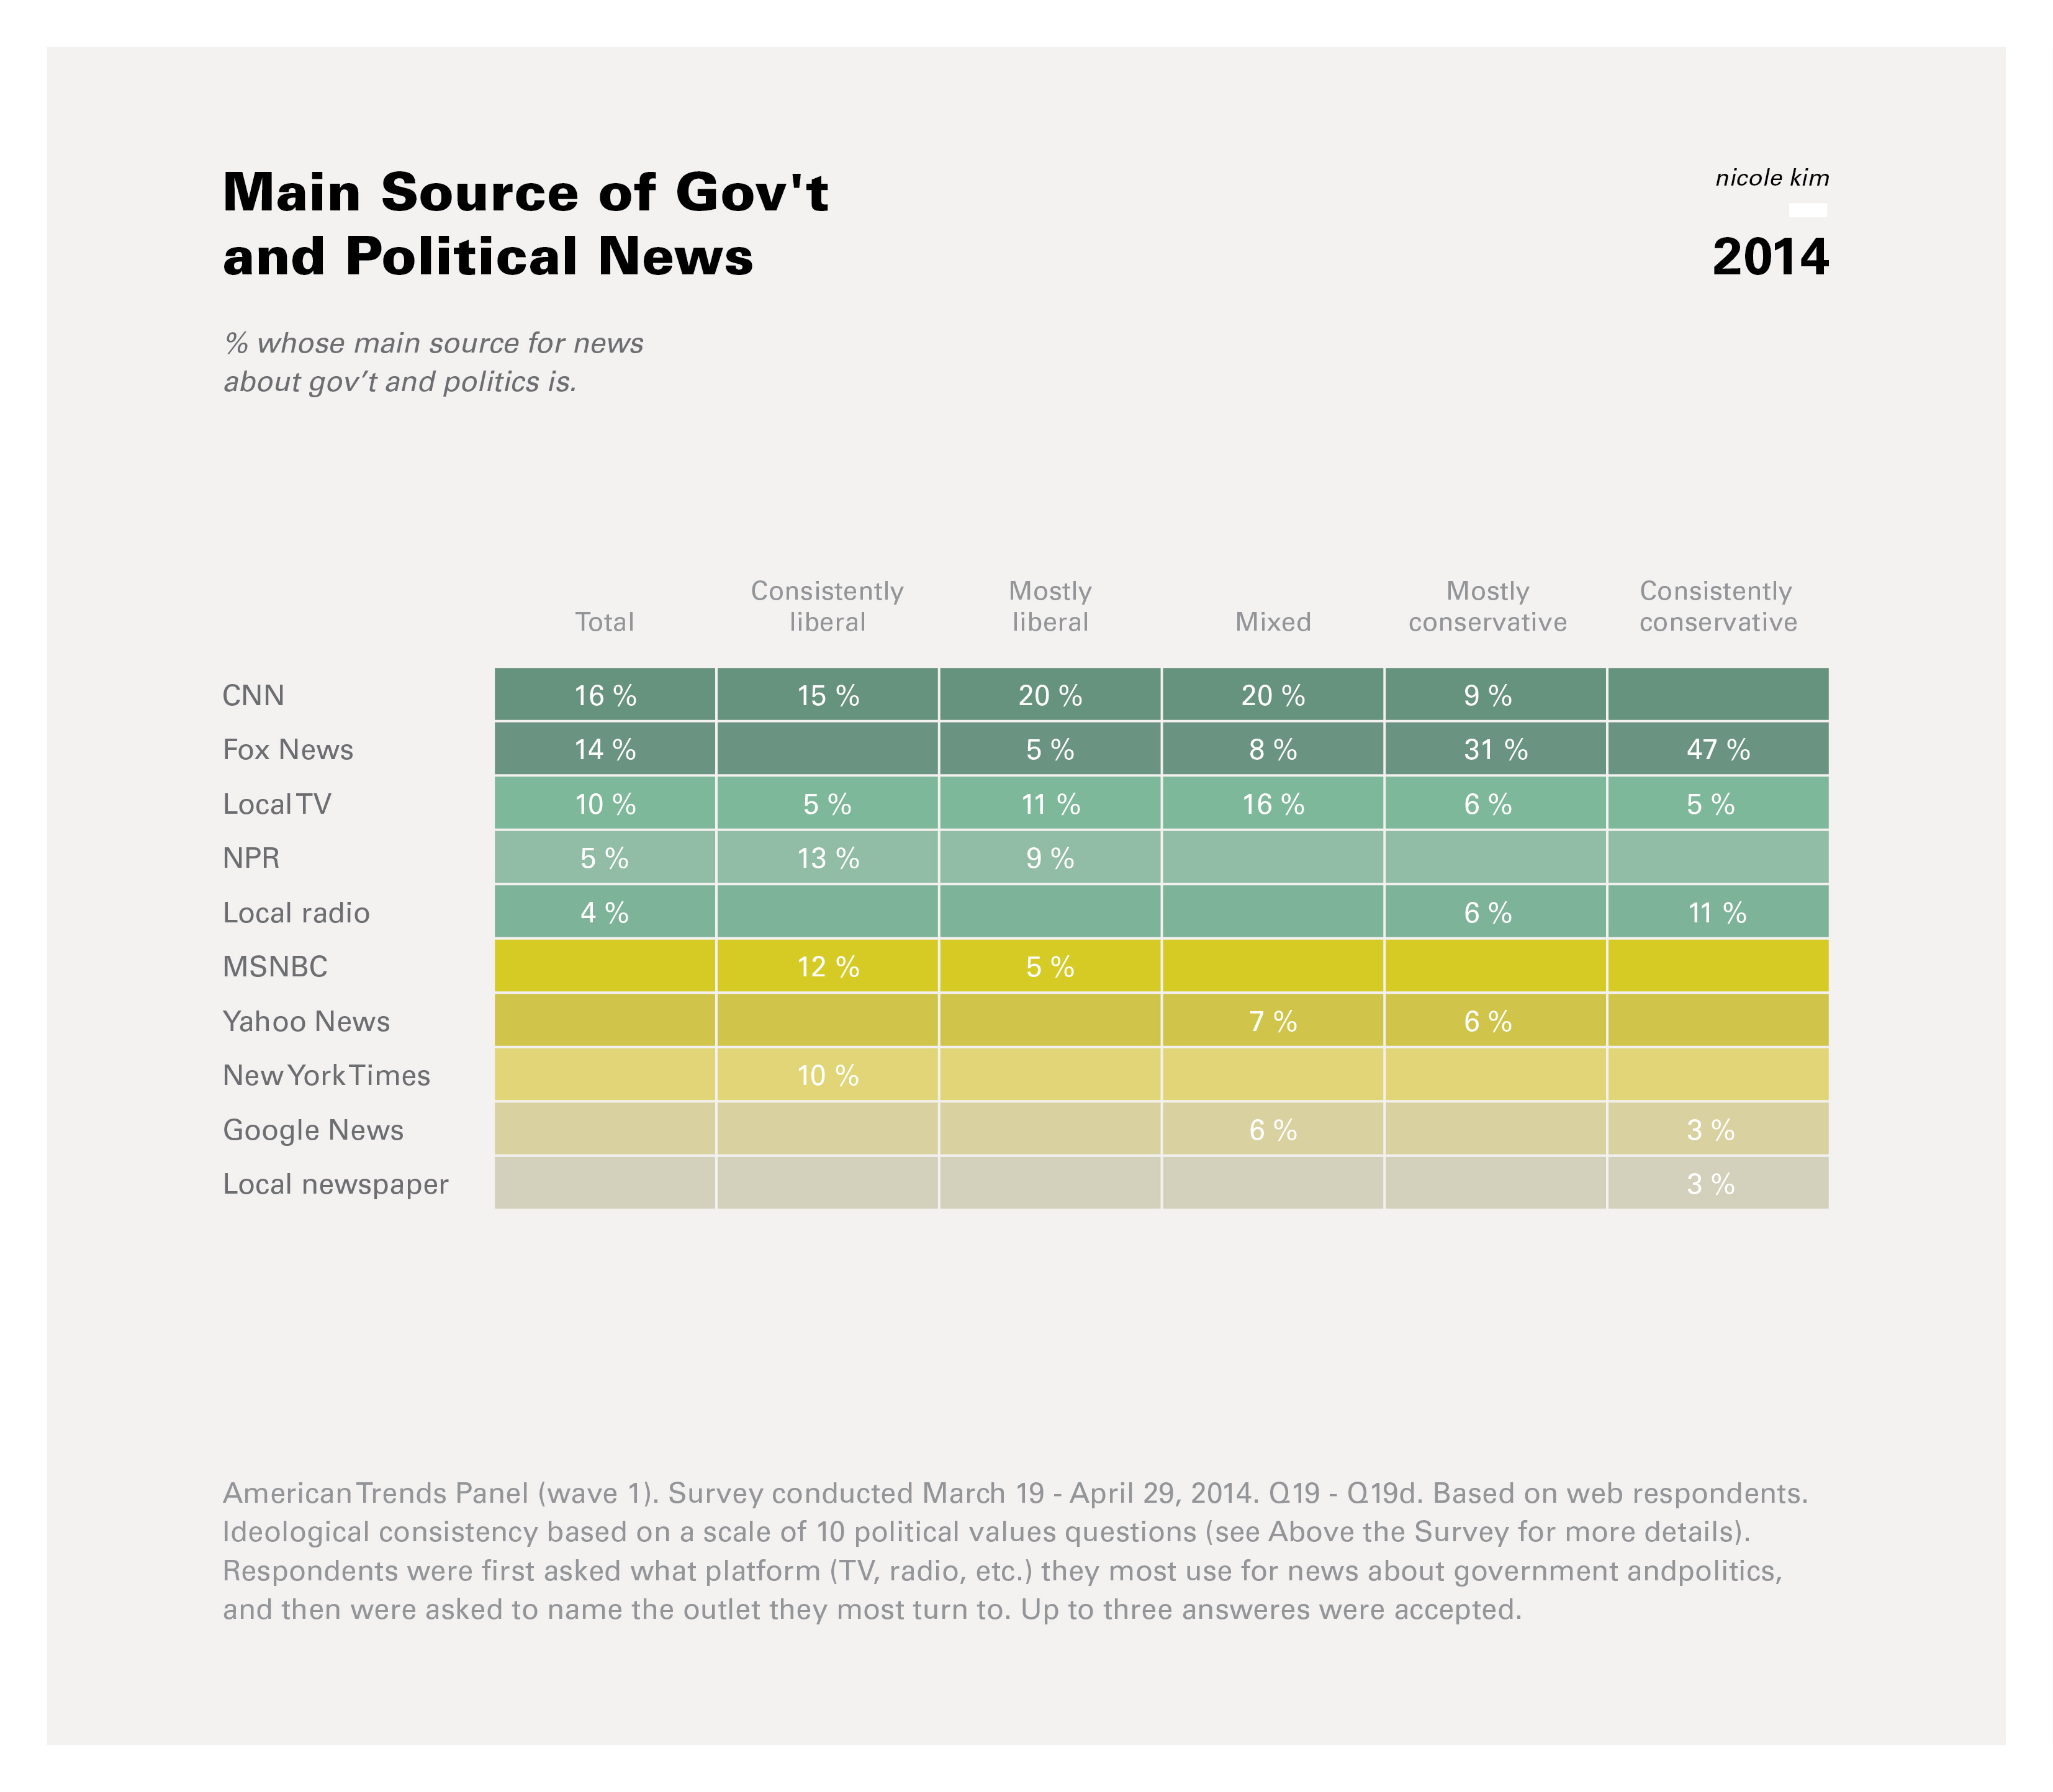 Main Source of Gov't
and Political News
nicole kim
2014
% whose main source for news
about gov’t and politics is.
Total
Consistently
liberal
Mostly
liberal
Mixed
Mostly
conservative
Consistently
conservative
CNN 16 % 15 % 20 % 20 % 9 %
Fox News 14 % 5 % 8 % 31 % 47 %
Local TV 10 % 5 % 11 % 16 % 6 % 5 %
NPR 5 % 13 % 9 %
Local radio 4 % 6 % 11 %
MSNBC 12 % 5 %
Yahoo News 7 % 6 %
New York Times 10 %
Google News 6 % 3 %
Local newspaper 3 %
American Trends Panel (wave 1). Survey conducted March 19 - April 29, 2014. Q19 - Q19d. Based on web respondents.
Ideological consistency based on a scale of 10 political values questions (see Above the Survey for more details).
Respondents were first asked what platform (TV, radio, etc.) they most use for news about government andpolitics,
and then were asked to name the outlet they most turn to. Up to three answeres were accepted.